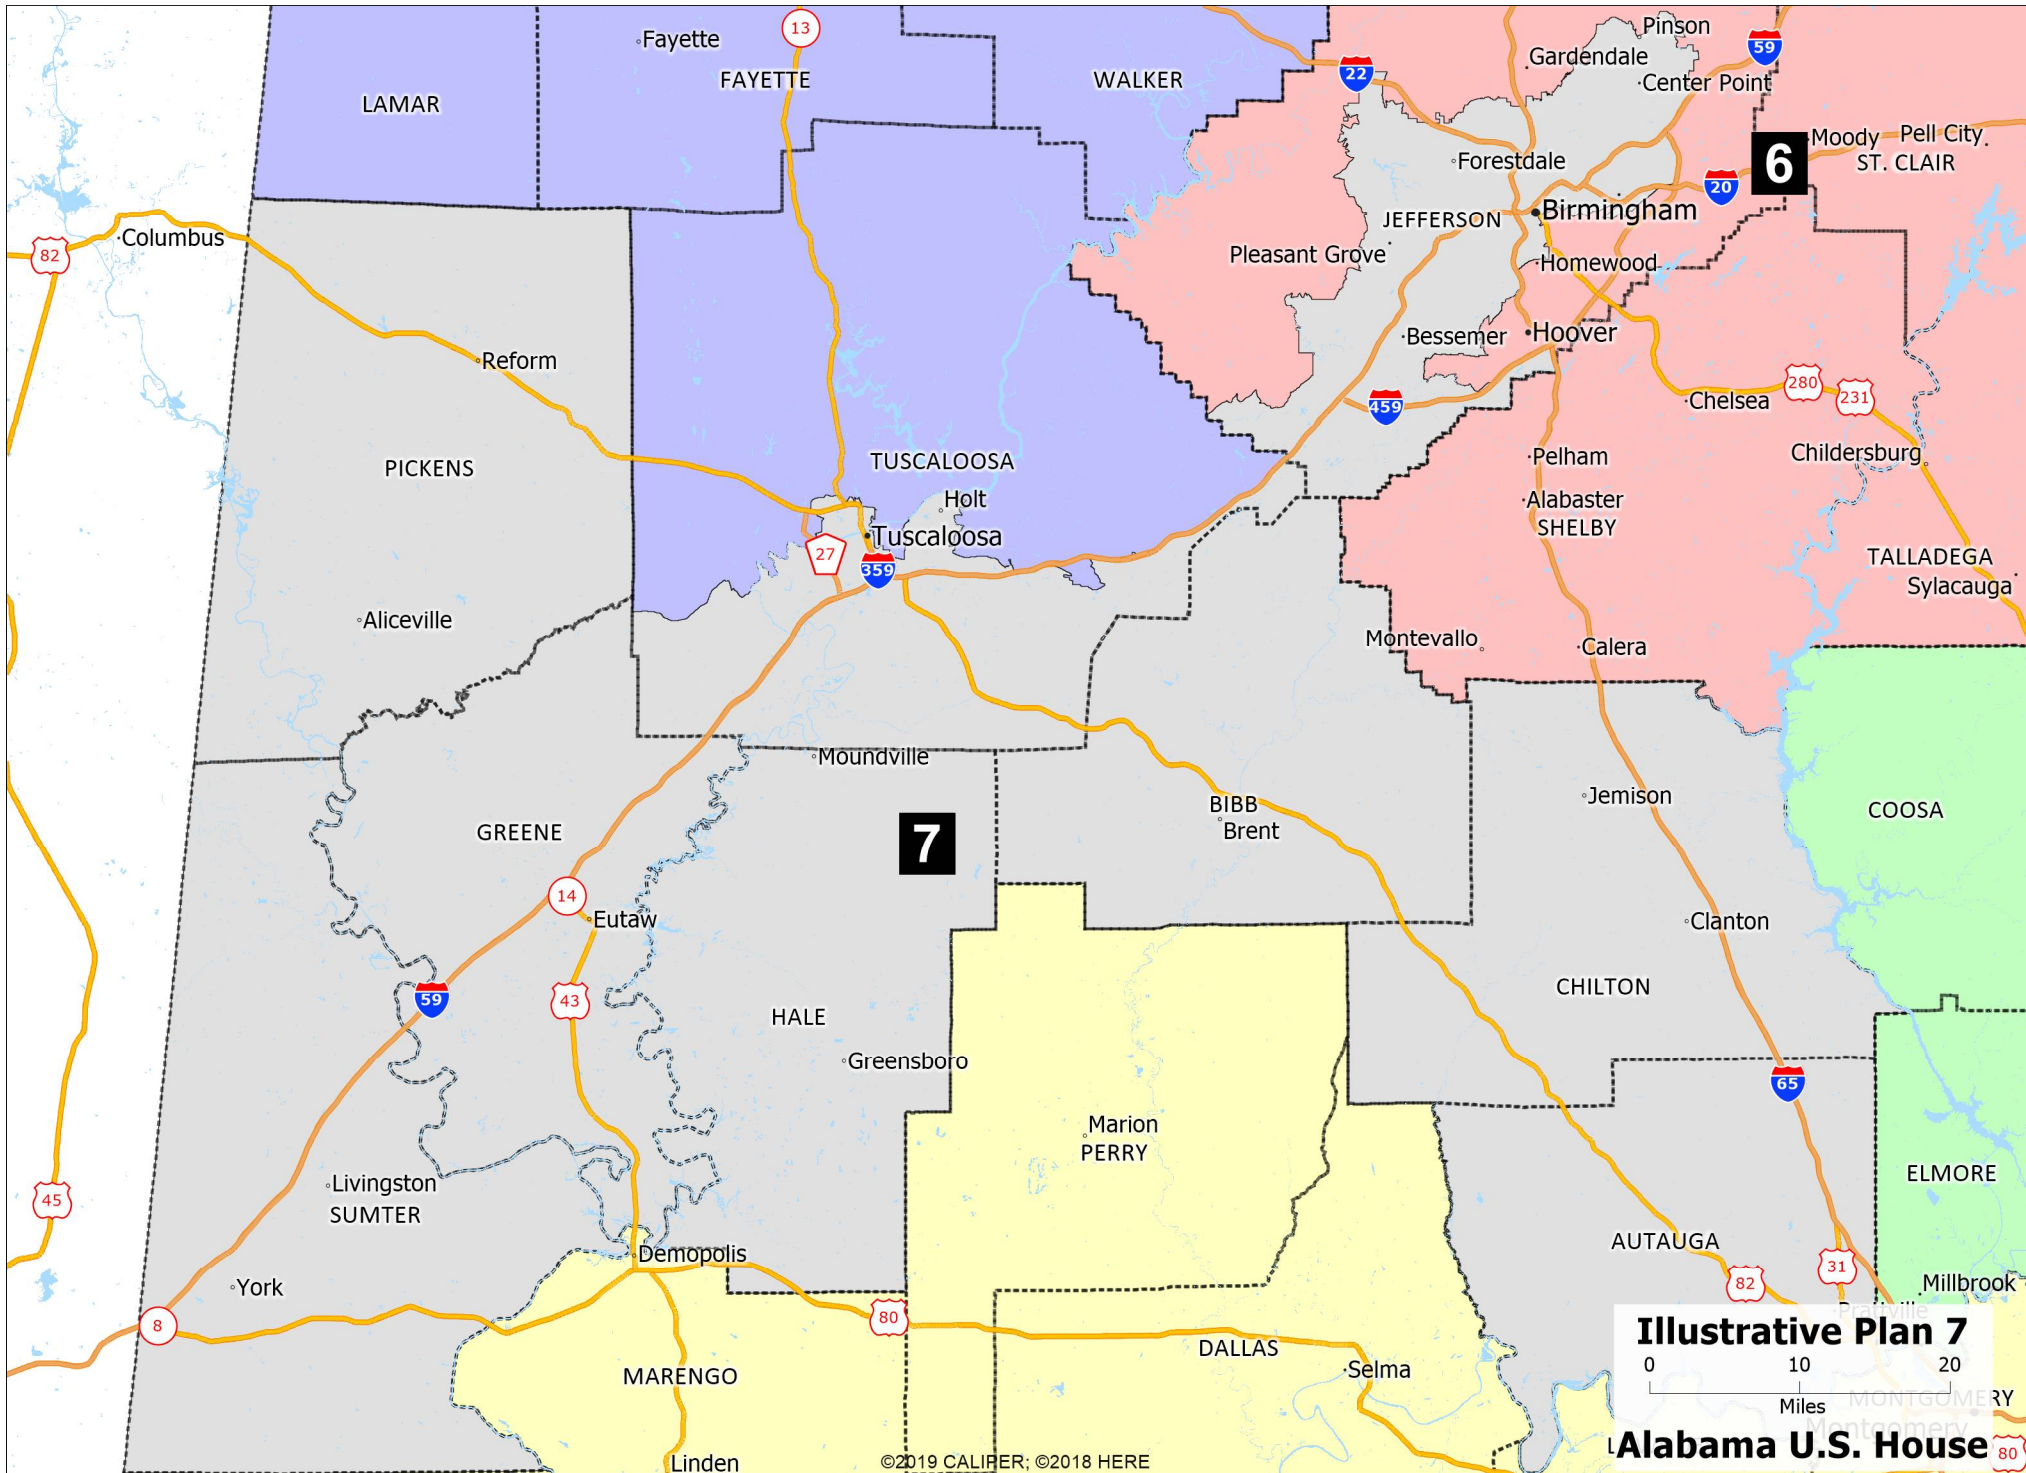 13
Pinson
Fayette
Gardendale
59
FAYETTE
WALKER
22
Center Point
LAMAR
Moody
Pell City
6
ST. CLAIR
Forestdale
20
Birmingham
JEFFERSON
Columbus
82
Pleasant Grove
Homewood
Bessemer
Hoover
Reform
280
231
Chelsea
459
Childersburg
Pelham
TUSCALOOSA
PICKENS
Holt
Alabaster
SHELBY
Tuscaloosa
27
359
TALLADEGA
Sylacauga
Aliceville
Montevallo
Calera
Moundville
Jemison
BIBB
COOSA
Brent
GREENE
7
14
Eutaw
Clanton
59
43
CHILTON
HALE
Greensboro
65
Marion
PERRY
ELMORE
Livingston
45
SUMTER
AUTAUGA
Demopolis
31
82
York
Millbrook
Prattville
8
80
Illustrative Plan 7
DALLAS
0 10 20
Selma
MARENGO
MONTGOMERY
Miles
Montgomery
Alabama U.S. House
80
Linden
©2019 CALIPER; ©2018 HERE